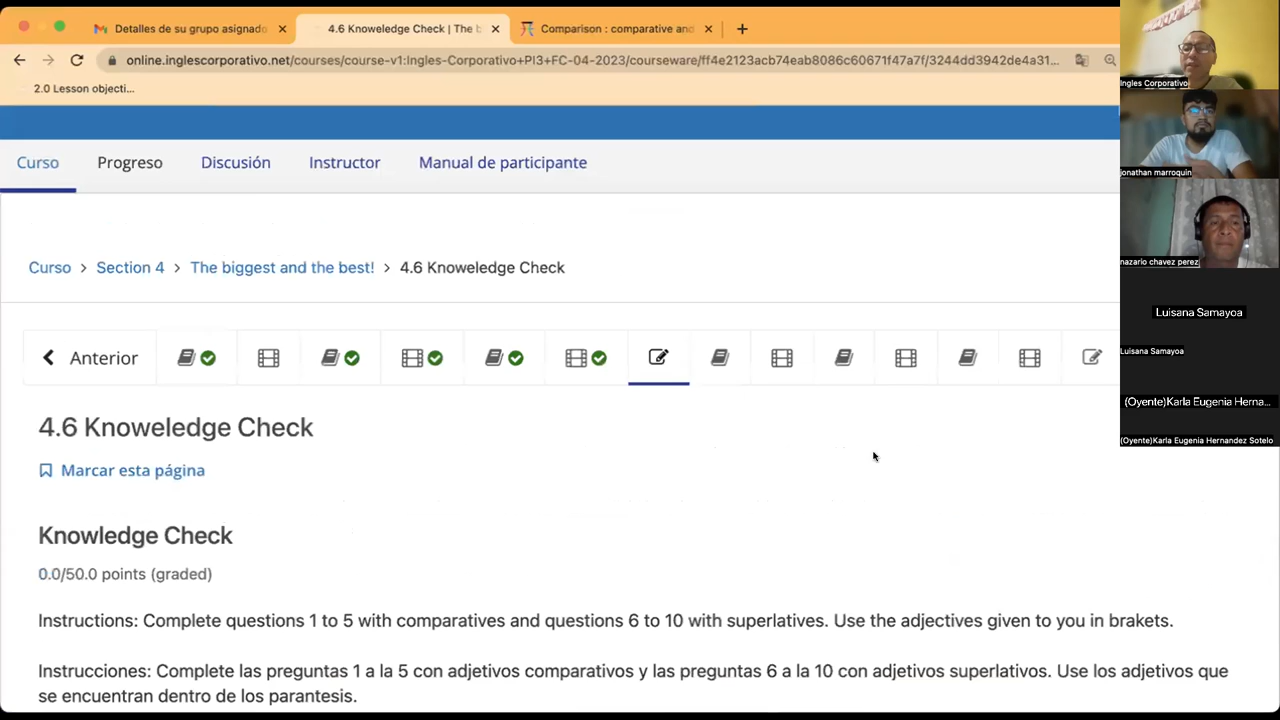 Detalles de su grupo asignado
4.6 Knoweledge Check | The b
Comparison : comparative and
online.inglescorporativo.net/courses/course-v1:Ingles-Corporativo+PI3+FC-04-2023/courseware/ff4e2123acb74eab8086c60671f47a7f/3244dd3942de4a31...
2.0 Lesson objecti...
Curso
Progreso
Discusión
Instructor
Manual de participante
Curso > Section 4 > The biggest and the best! > 4.6 Knoweledge Check
Anterior
4.6 Knoweledge Check
Marcar esta página
Knowledge Check
0.0/50.0 points (graded)
Instructions: Complete questions 1 to 5 with comparatives and questions 6 to 10 with superlatives. Use the adjectives given to you in brakets.
Instrucciones: Complete las preguntas 1 a la 5 con adjetivos comparativos y las preguntas 6 a la 10 con adjetivos superlativos. Use los adjetivos que
se encuentran dentro de los parantesis.
Ingles Corporativo
jonathan marroquin
nazario chavez perez
Luisana Samayoa
Luisana Samayoa
(Oyente)Karla Eugenia Herna...
(Oyente)Karla Eugenia Hernandez Sotelo